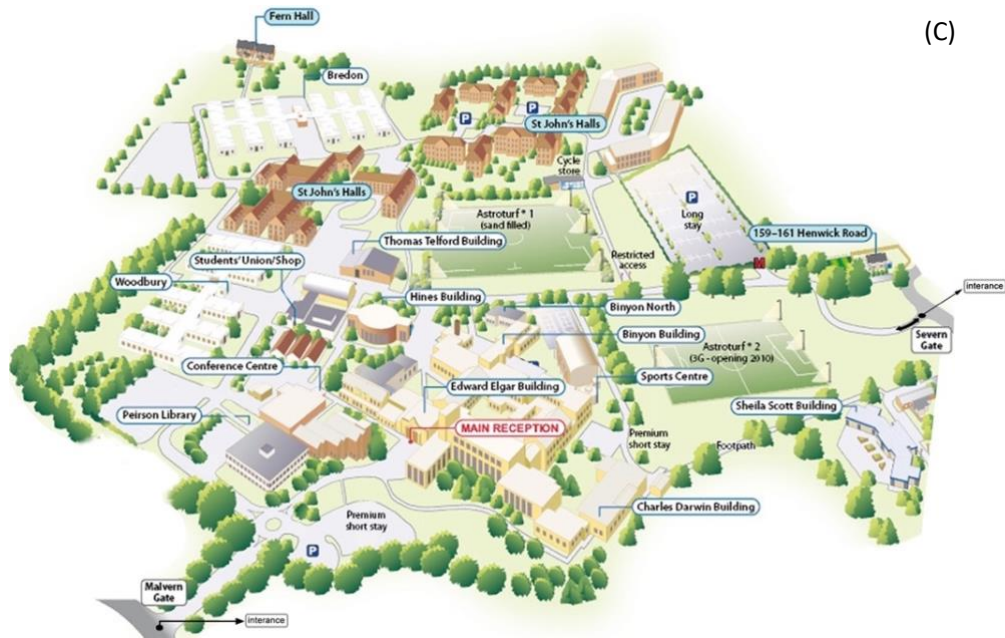 (C)
Fern Hall
Bredon
P
P
St John's Halls
Cycle
store
St John's Halls
P
Long
stay
Astroturf * 1
(sand filled)
159–161 Henwick Road
Thomas Telford Building
Students' Union/Shop
Restricted
access
M
Woodbury
Hines Building
Binyon North
interance
Severn
Gate
Binyon Building
Astroturf * 2
(3G - opening 2010)
Conference Centre
Edward Elgar Building
Sports Centre
Peirson Library
MAIN RECEPTION
Sheila Scott Building
Premium
short stay
Footpath
Charles Darwin Building
Premium
short stay
P
Malvern
Gate
interance